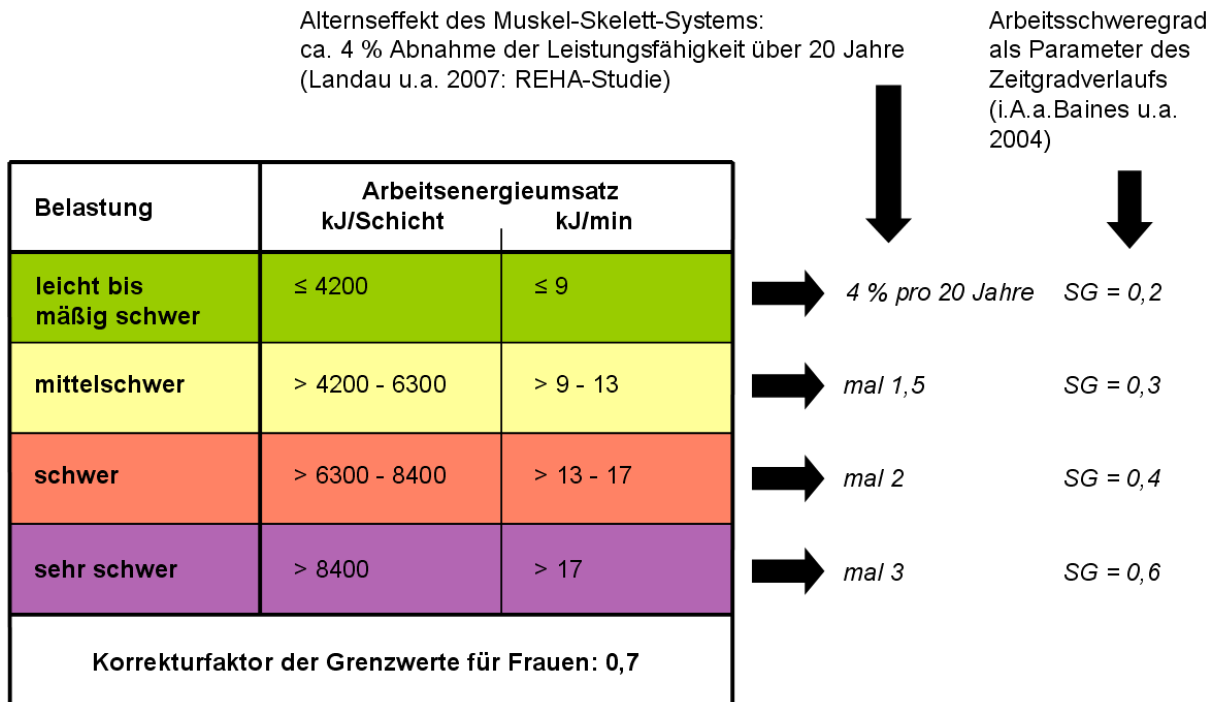 Alternseffekt des Muskel-Skelett-Systems:
ca. 4 % Abnahme der Leistungsfähigkeit über 20 Jahre
(Landau u.a. 2007: REHA-Studie)
Arbeitsschweregrad
als Parameter des
Zeitgradverlaufs
(i.A.a.Baines u.a.
2004)
Belastung
Arbeitsenergieumsatz
kJ/Schicht kJ/min
leicht bis
mäßig schwer
≤ 4200 ≤ 9 4 % pro 20 Jahre SG = 0,2
mittelschwer > 4200 - 6300 > 9 - 13 mal 1,5 SG = 0,3
schwer > 6300 - 8400 > 13 - 17 mal 2 SG = 0,4
sehr schwer > 8400 > 17 mal 3 SG = 0,6
Korrekturfaktor der Grenzwerte für Frauen: 0,7